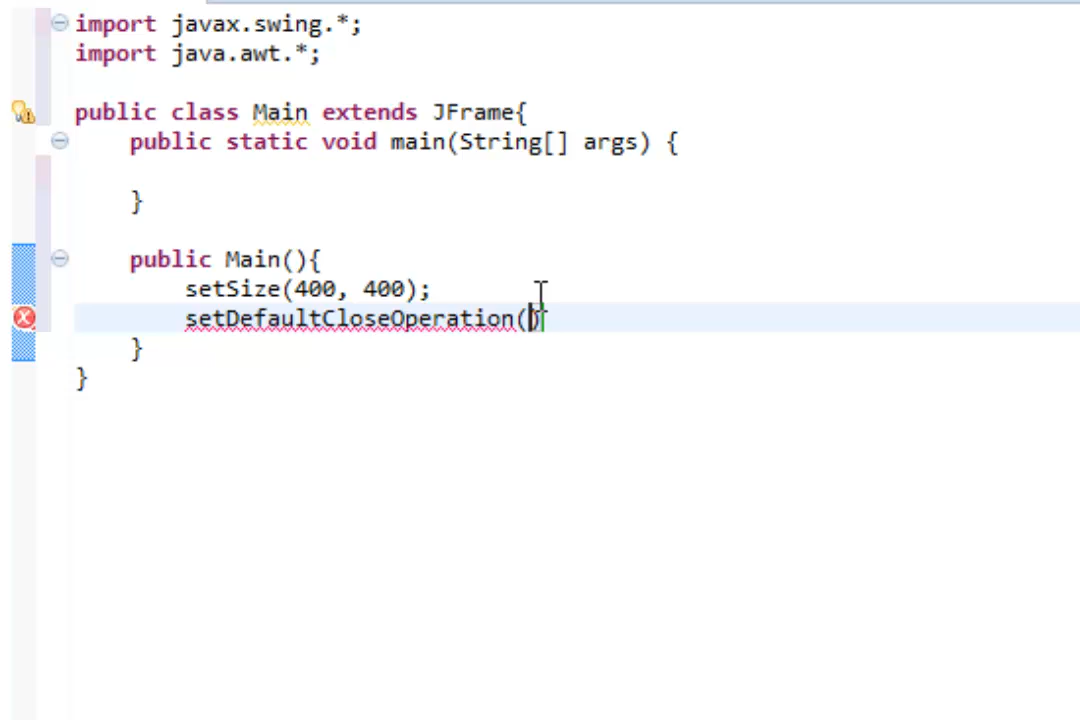 import javax.swing.*;
import java.awt.*;
public class Main extends JFrame{
public static void main(String[] args) {
}
public Main(){
setSize(400, 400);
setDefaultCloseOperation()
}
}